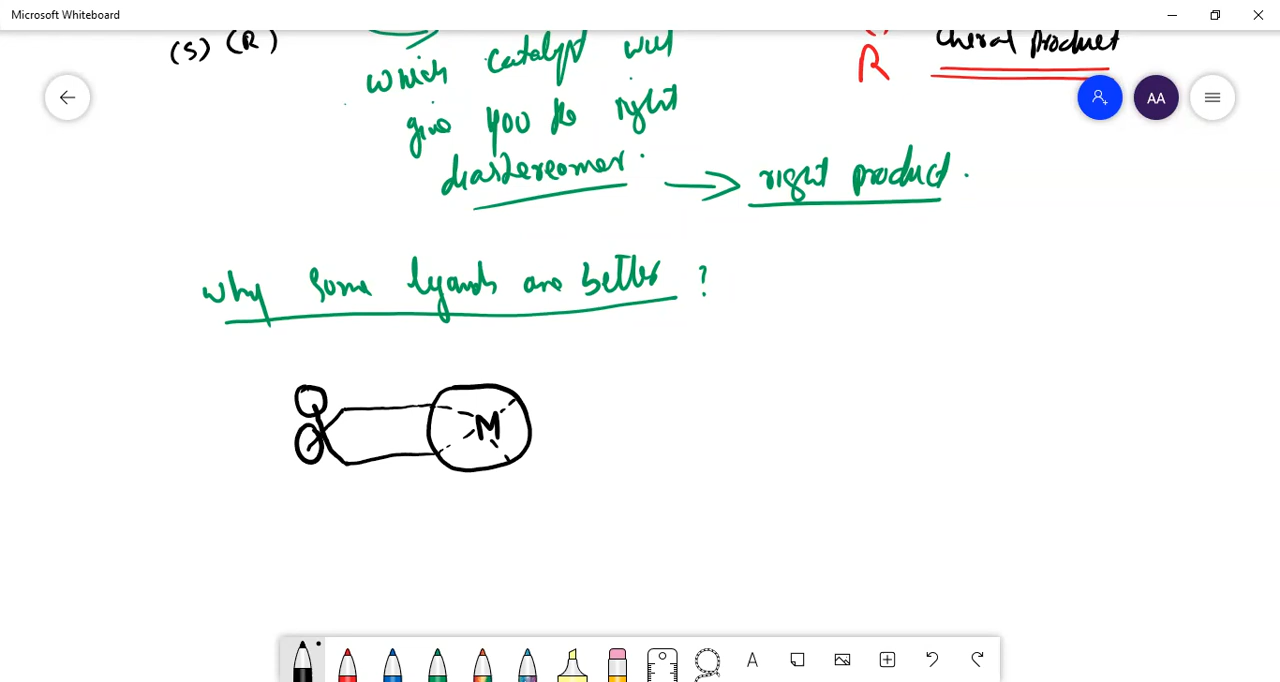 Microsoft Whiteboard
(S) (R)
which catalyst will
give you the right
diastereomer. → right product.
R
Chiral Product
AA
why some ligands are better ?
M
A